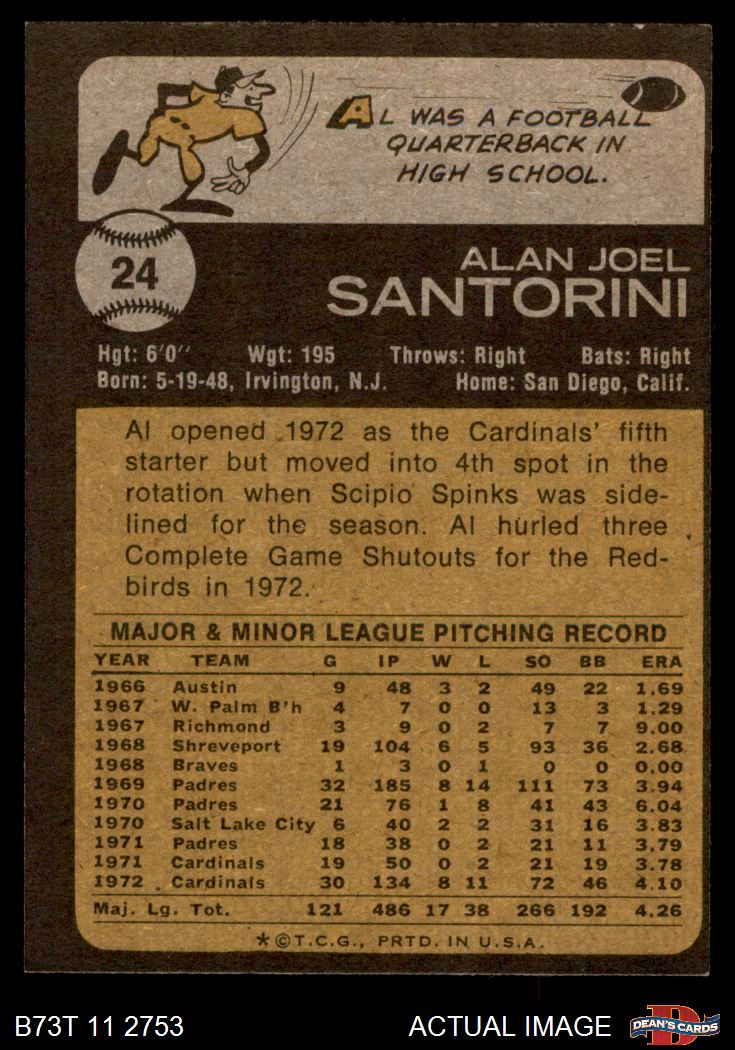 AL WAS A FOOTBALL
QUARTERBACK IN
HIGH SCHOOL.
24
ALAN JOEL
SANTORINI
Hgt: 6'0'' Wgt: 195 Throws: Right Bats: Right
Born: 5-19-48, Irvington, N.J. Home: San Diego, Calif.
Al opened 1972 as the Cardinals' fifth
starter but moved into 4th spot in the
rotation when Scipio Spinks was side-
lined for the season. Al hurled three
Complete Game Shutouts for the Red-
birds in 1972.
MAJOR & MINOR LEAGUE PITCHING RECORD
YEAR TEAM G IP W L SO BB ERA
1966 Austin 9 48 3 2 49 22 1.69
1967 W. Palm B'h 4 7 0 0 13 3 1.29
1967 Richmond 3 9 0 2 7 7 9.00
1968 Shreveport 19 104 6 5 93 36 2.68
1968 Braves 1 3 0 1 0 0 0.00
1969 Padres 32 185 8 14 111 73 3.94
1970 Padres 21 76 1 8 41 43 6.04
1970 Salt Lake City 6 40 2 2 31 16 3.83
1971 Padres 18 38 0 2 21 11 3.79
1971 Cardinals 19 50 0 2 21 19 3.78
1972 Cardinals 30 134 8 11 72 46 4.10
Maj. Lg. Tot. 121 486 17 38 266 192 4.26
*©T.C.G., PRTD. IN U.S.A.
B73T 11 2753 ACTUAL IMAGE D DEAN'S CARDS